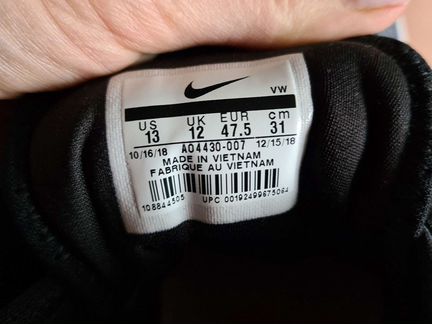 VW
US UK EUR cm
13 12 47.5 31
10/16/18 AO4430-007 12/15/18
MADE IN VIETNAM
FABRIQUE AU VIETNAM
108844505 UPC 00192499675064